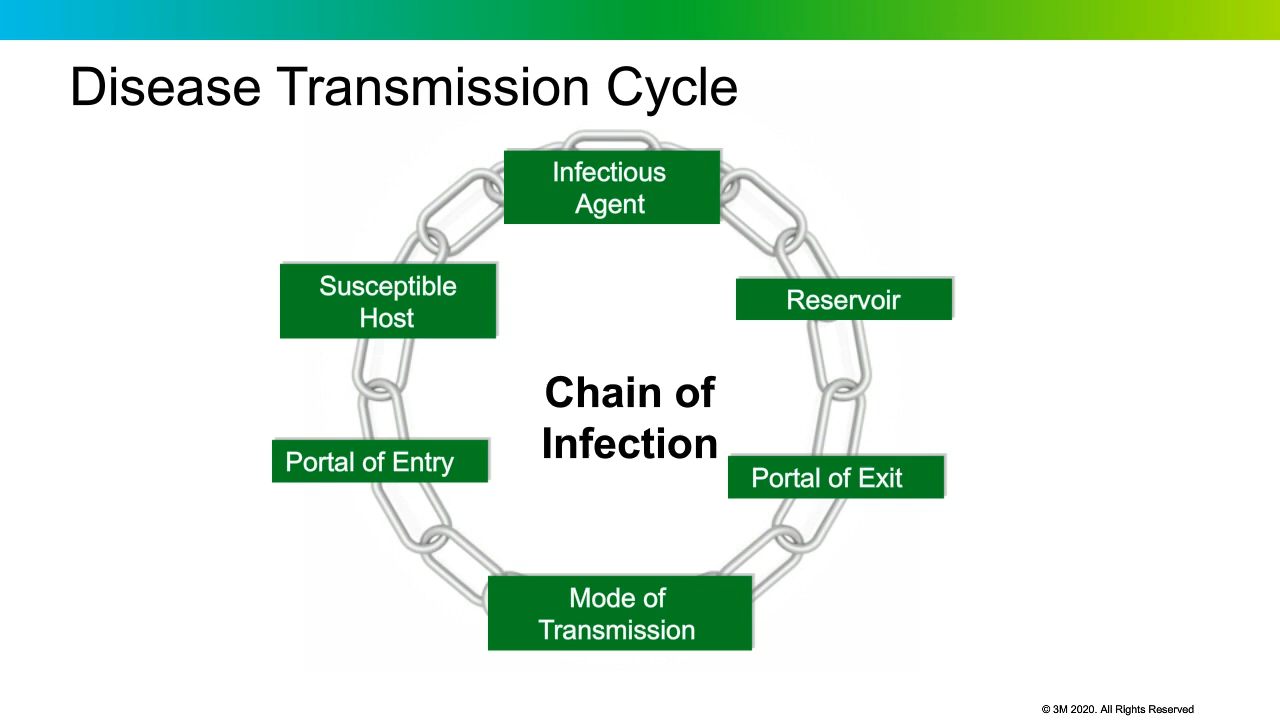 Disease Transmission Cycle
Infectious
Agent
Susceptible
Host
Reservoir
Chain of
Infection
Portal of Entry
Portal of Exit
Mode of
Transmission
© 3M 2020. All Rights Reserved